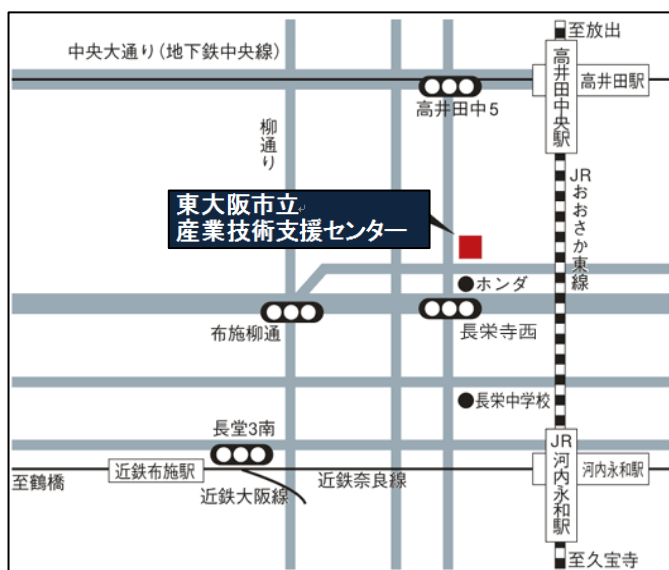 至放出
中央大通り(地下鉄中央線)
高井田中央駅
高井田駅
高井田中5
柳通り
JRおおさか東線
東大阪市立
産業技術支援センター
ホンダ
布施柳通
長栄寺西
長栄中学校
長堂3南
JR河内永和駅
近鉄布施駅
近鉄奈良線
河内永和駅
至鶴橋
近鉄大阪線
至久宝寺